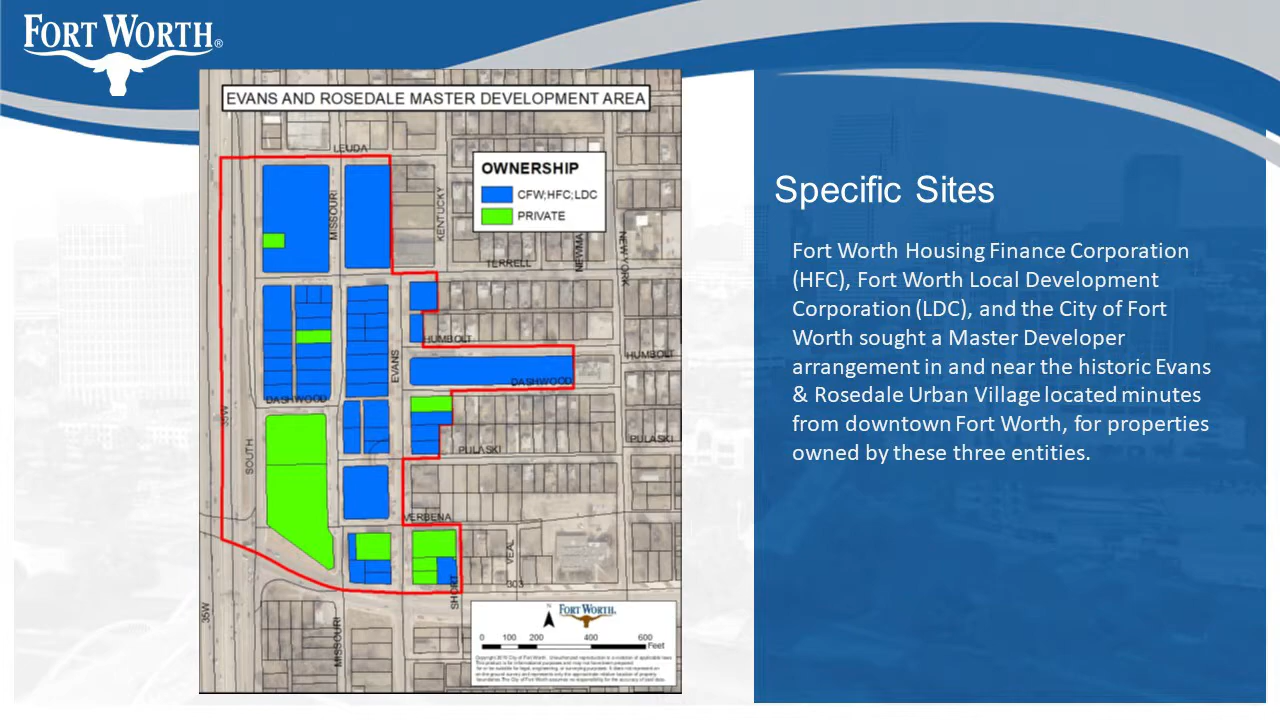 FORT WORTH®
EVANS AND ROSEDALE MASTER DEVELOPMENT AREA
LEUDA
OWNERSHIP
CFW;HFC;LDC
PRIVATE
MISSOURI
KENTUCKY
TERRELL
NEWMA
NEW YORK
HUMBOLT
HUMBOLT
EVANS
DASHWOOD
DASHWOOD
35W
SOUTH
PULASKI
PULASKI
VERBENA
VEAL
SHORT
303
35W
MISSOURI
N
FORT WORTH®
0 100 200 400 600
Feet
Specific Sites
Fort Worth Housing Finance Corporation
(HFC), Fort Worth Local Development
Corporation (LDC), and the City of Fort
Worth sought a Master Developer
arrangement in and near the historic Evans
& Rosedale Urban Village located minutes
from downtown Fort Worth, for properties
owned by these three entities.